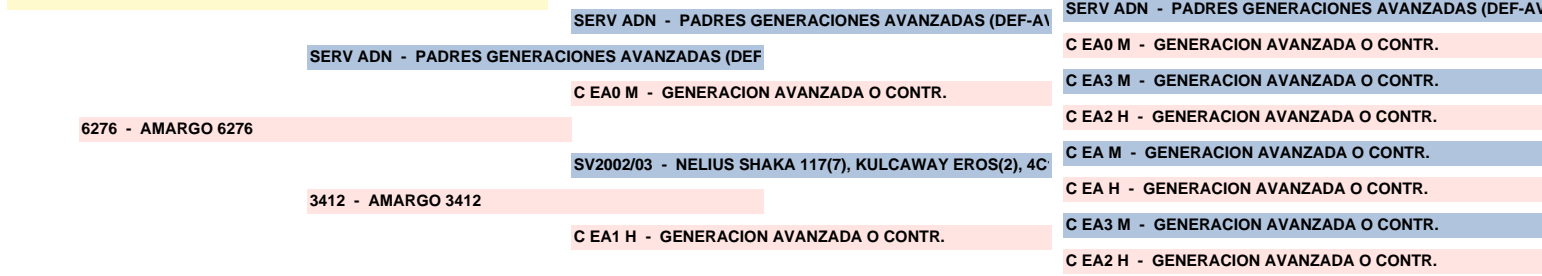 SERV ADN - PADRES GENERACIONES AVANZADAS (DEF-AV
SERV ADN - PADRES GENERACIONES AVANZADAS (DEF-AV
C EA0 M - GENERACION AVANZADA O CONTR.
SERV ADN - PADRES GENERACIONES AVANZADAS (DEF
C EA3 M - GENERACION AVANZADA O CONTR.
C EA0 M - GENERACION AVANZADA O CONTR.
C EA2 H - GENERACION AVANZADA O CONTR.
6276 - AMARGO 6276
C EA M - GENERACION AVANZADA O CONTR.
SV2002/03 - NELIUS SHAKA 117(7), KULCAWAY EROS(2), 4C
C EA H - GENERACION AVANZADA O CONTR.
3412 - AMARGO 3412
C EA3 M - GENERACION AVANZADA O CONTR.
C EA1 H - GENERACION AVANZADA O CONTR.
C EA2 H - GENERACION AVANZADA O CONTR.